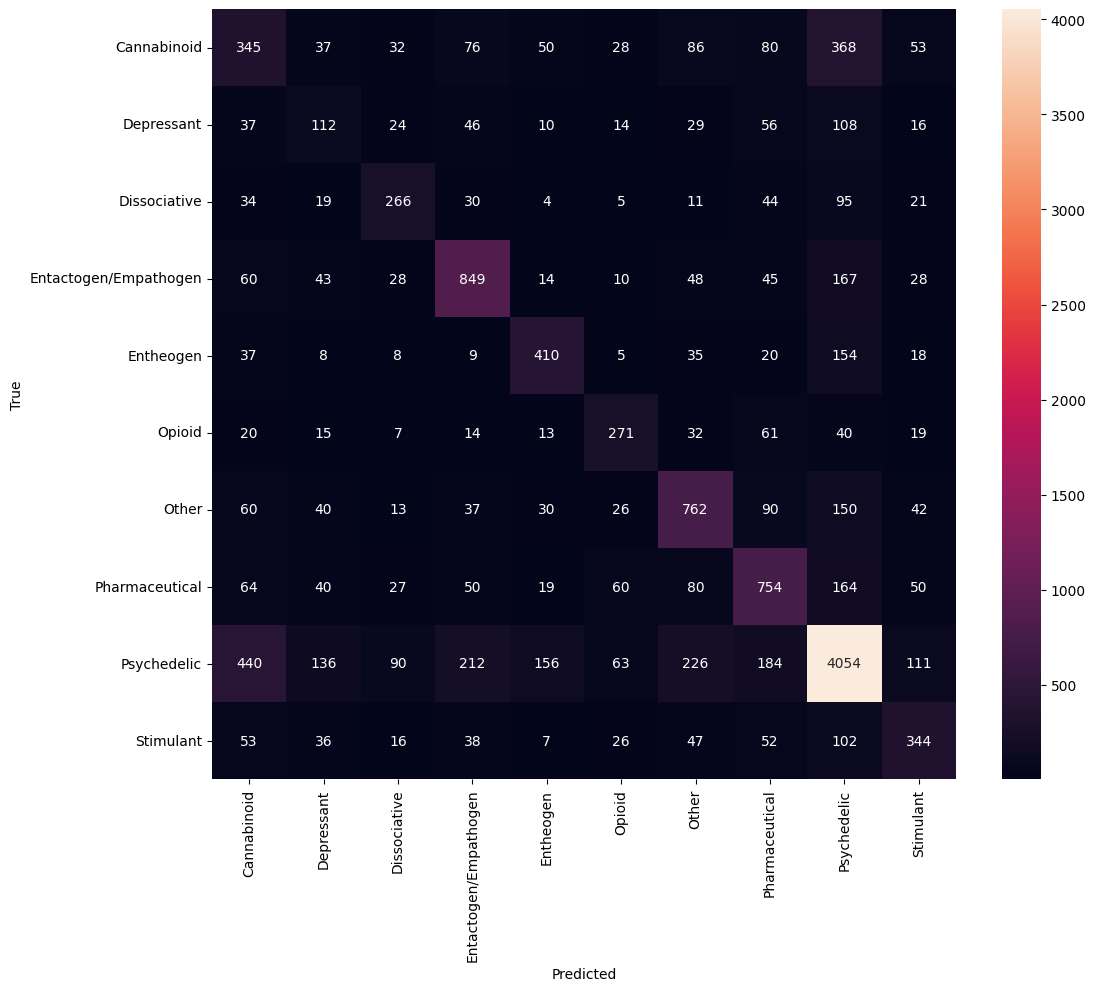 Cannabinoid 345 37 32 76 50 28 86 80 368 53
Depressant 37 112 24 46 10 14 29 56 108 16
Dissociative 34 19 266 30 4 5 11 44 95 21
Entactogen/Empathogen 60 43 28 849 14 10 48 45 167 28
Entheogen 37 8 8 9 410 5 35 20 154 18
Opioid 20 15 7 14 13 271 32 61 40 19
Other 60 40 13 37 30 26 762 90 150 42
Pharmaceutical 64 40 27 50 19 60 80 754 164 50
Psychedelic 440 136 90 212 156 63 226 184 4054 111
Stimulant 53 36 16 38 7 26 47 52 102 344
True
Cannabinoid
Depressant
Dissociative
Entactogen/Empathogen
Entheogen
Opioid
Other
Pharmaceutical
Psychedelic
Stimulant
Predicted
4000
3500
3000
2500
2000
1500
1000
500